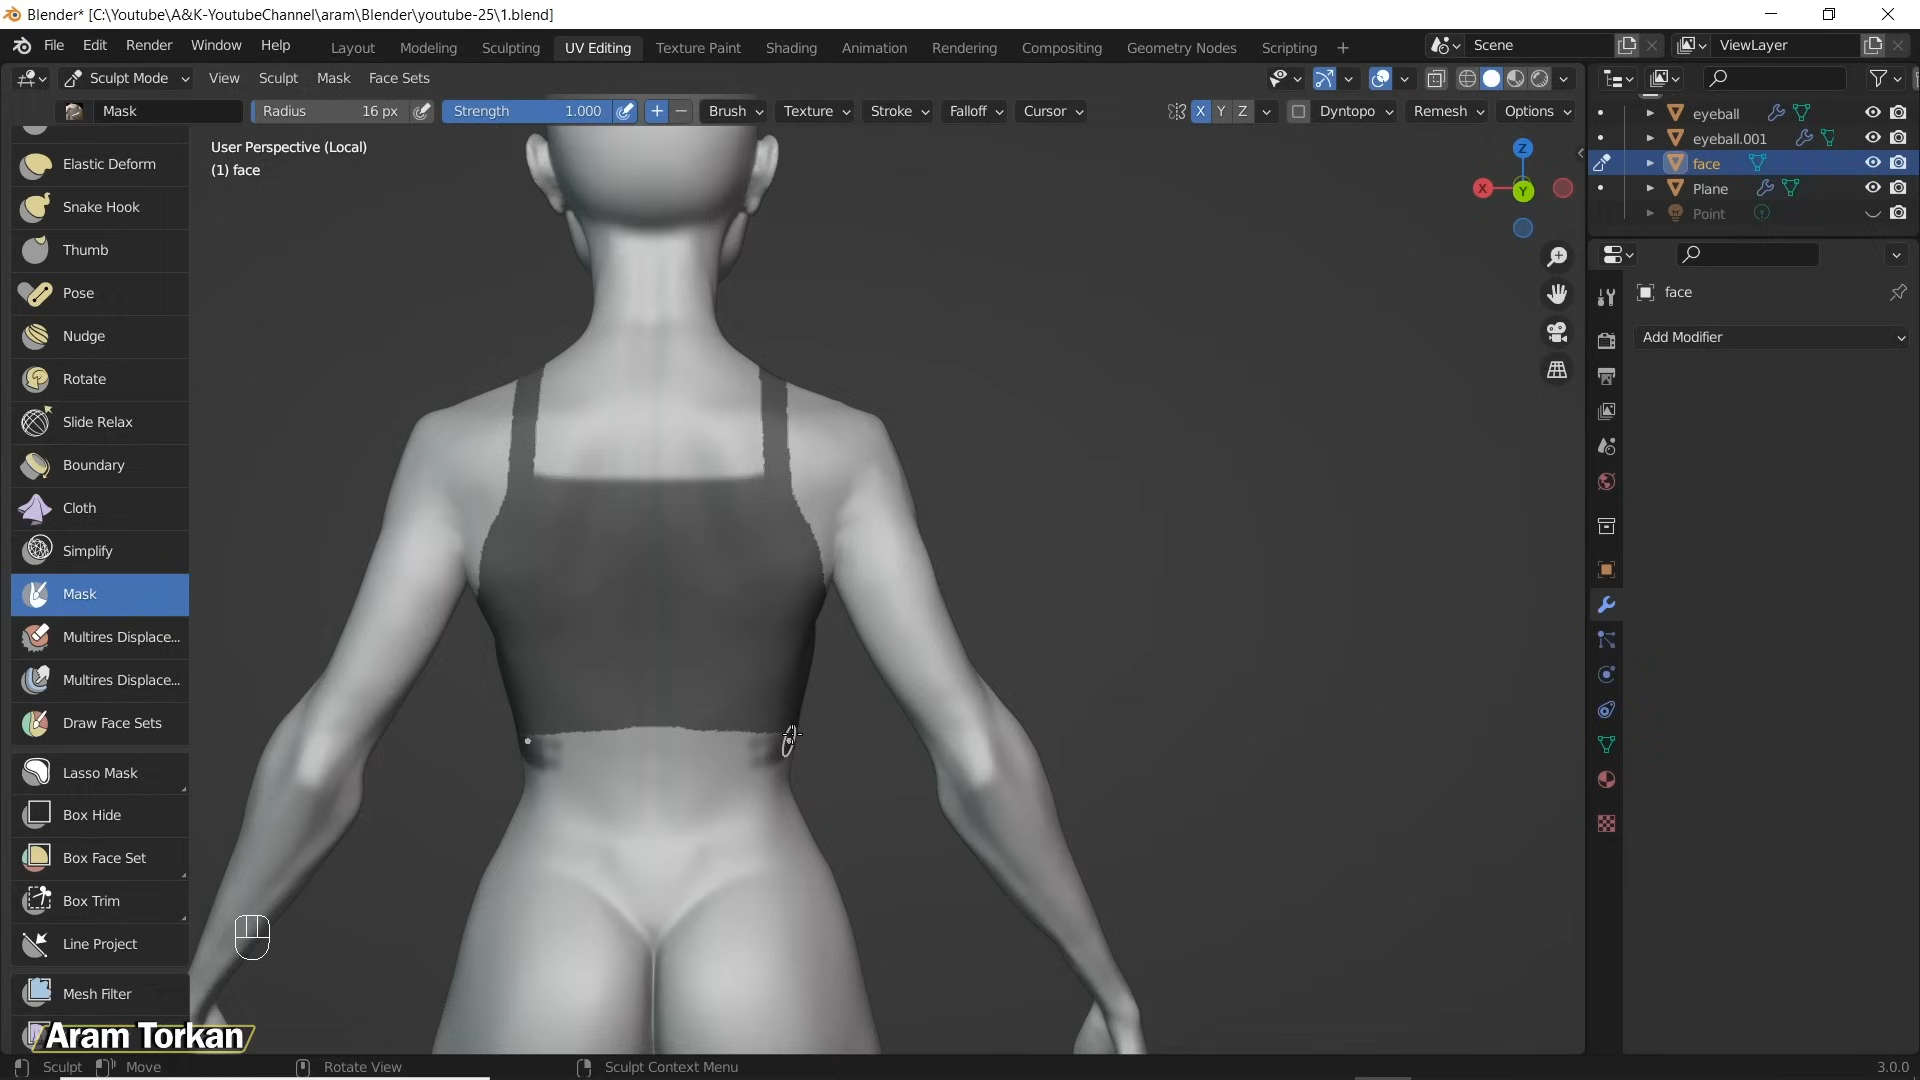 Blender* [C:\Youtube\A&K-YoutubeChannel\aram\Blender\youtube-25\1.blend]
File Edit Render Window Help Layout Modeling Sculpting UV Editing Texture Paint Shading Animation Rendering Compositing Geometry Nodes Scripting + Scene ViewLayer
Sculpt Mode View Sculpt Mask Face Sets
Mask Radius 16 px Strength 1.000 + − Brush Texture Stroke Falloff Cursor X Y Z Dyntopo Remesh Options
User Perspective (Local)
(1) face
Elastic Deform
Snake Hook
Thumb
Pose
Nudge
Rotate
Slide Relax
Boundary
Cloth
Simplify
Mask
Multires Displace...
Multires Displace...
Draw Face Sets
Lasso Mask
Box Hide
Box Face Set
Box Trim
Line Project
Mesh Filter
Aram Torkan
Z
X
Y
eyeball
eyeball.001
face
Plane
Point
face
Add Modifier
Sculpt Move Rotate View Sculpt Context Menu 3.0.0